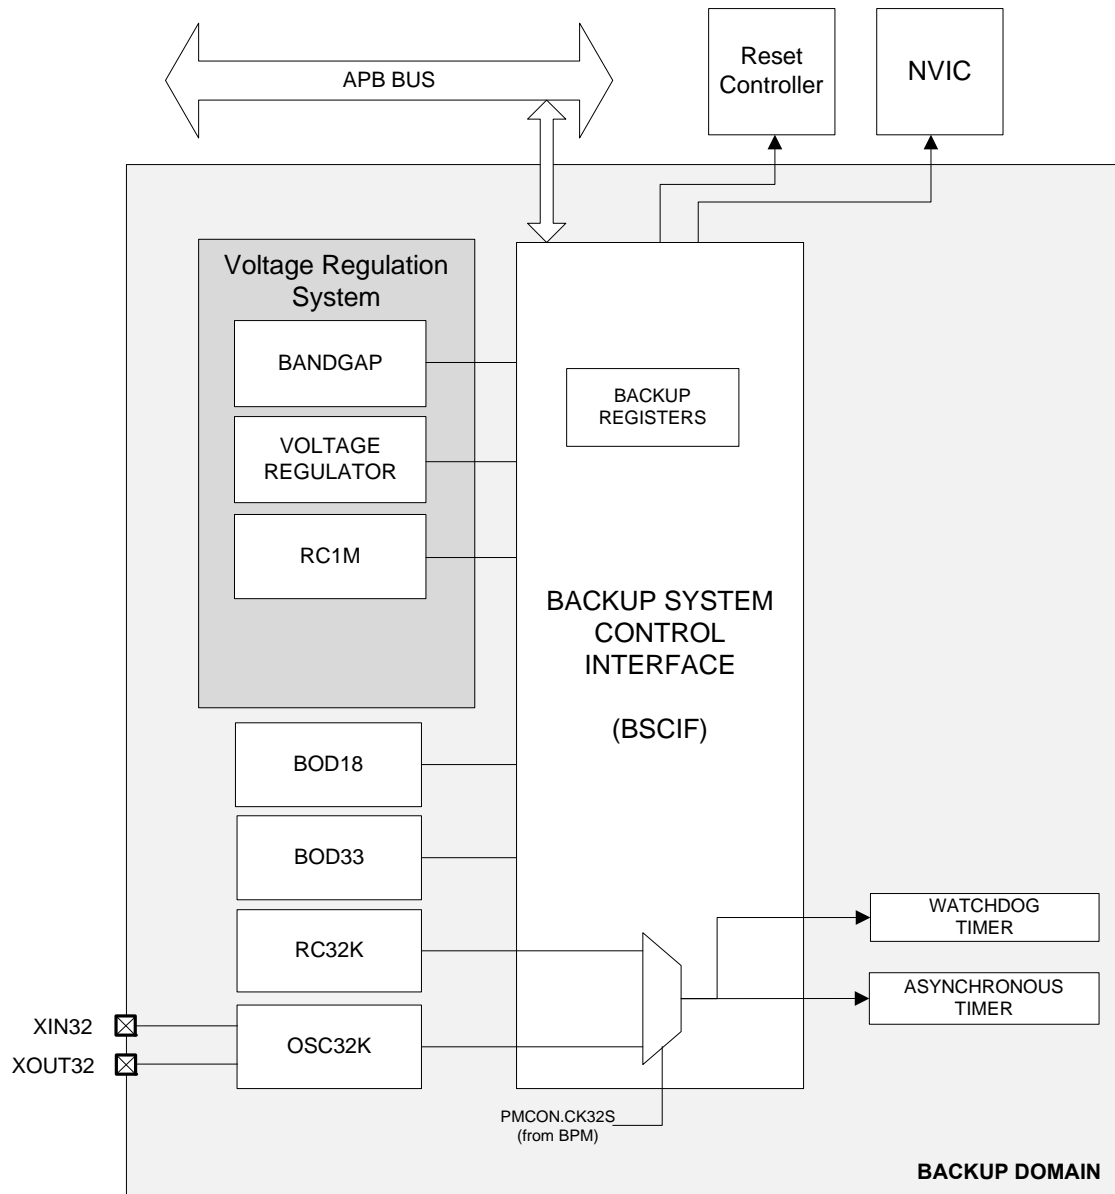 APB BUS
Reset
Controller
NVIC
Voltage Regulation
System
BANDGAP
VOLTAGE
REGULATOR
RC1M
BACKUP
REGISTERS
BACKUP SYSTEM
CONTROL
INTERFACE
(BSCIF)
BOD18
BOD33
RC32K
OSC32K
XIN32
XOUT32
WATCHDOG
TIMER
ASYNCHRONOUS
TIMER
PMCON.CK32S
(from BPM)
BACKUP DOMAIN